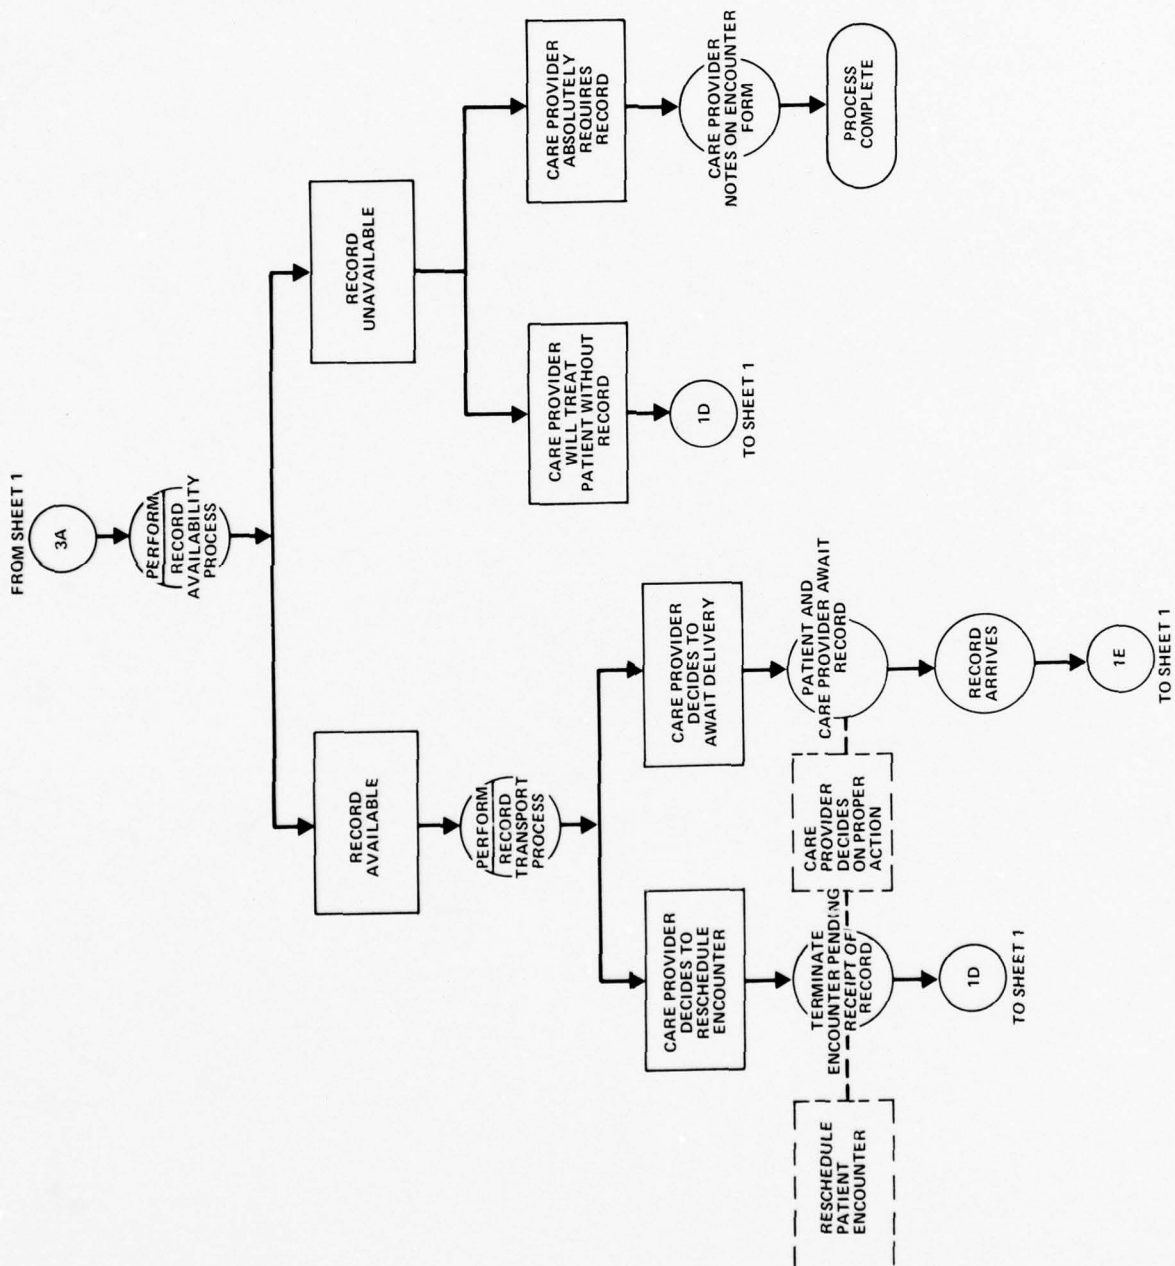 FROM SHEET 1
3A
PERFORM
RECORD
AVAILABILITY
PROCESS
RECORD
AVAILABLE
RECORD
UNAVAILABLE
PERFORM
RECORD
TRANSPORT
PROCESS
CARE PROVIDER
WILL TREAT
PATIENT WITHOUT
RECORD
CARE PROVIDER
ABSOLUTELY
REQUIRES
RECORD
1D
TO SHEET 1
CARE PROVIDER
NOTES ON ENCOUNTER
FORM
PROCESS
COMPLETE
CARE PROVIDER
DECIDES TO
RESCHEDULE
ENCOUNTER
CARE PROVIDER
DECIDES TO
AWAIT DELIVERY
RESCHEDULE
PATIENT
ENCOUNTER
TERMINATE
ENCOUNTER PENDING
RECEIPT OF
RECORD
CARE
PROVIDER
DECIDES
ON PROPER
ACTION
PATIENT AND
CARE PROVIDER AWAIT
RECORD
1D
TO SHEET 1
RECORD
ARRIVES
1E
TO SHEET 1